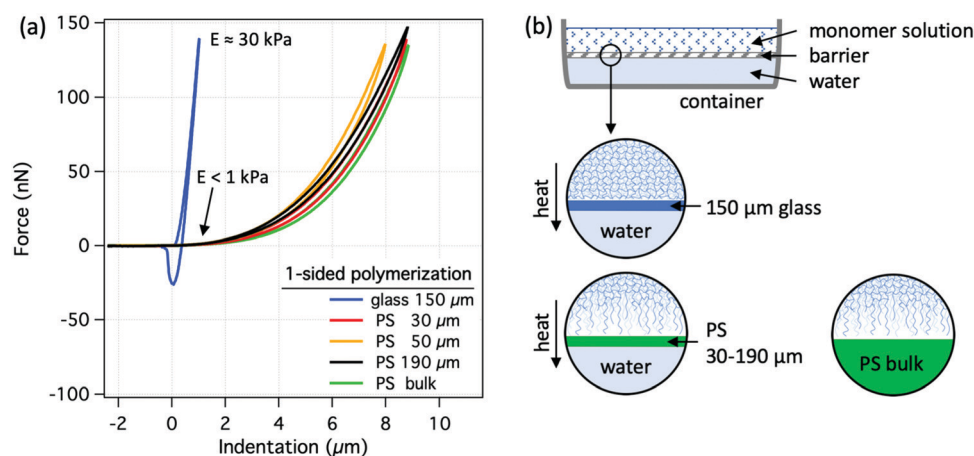 (a)
150
100
50
0
-50
-100
Force (nN)
E ≈ 30 kPa
E < 1 kPa
1-sided polymerization
glass 150 µm
PS 30 µm
PS 50 µm
PS 190 µm
PS bulk
-2 0 2 4 6 8 10
Indentation (µm)
(b)
monomer solution
barrier
water
container
heat
150 µm glass
water
heat
PS
30-190 µm
water
PS bulk